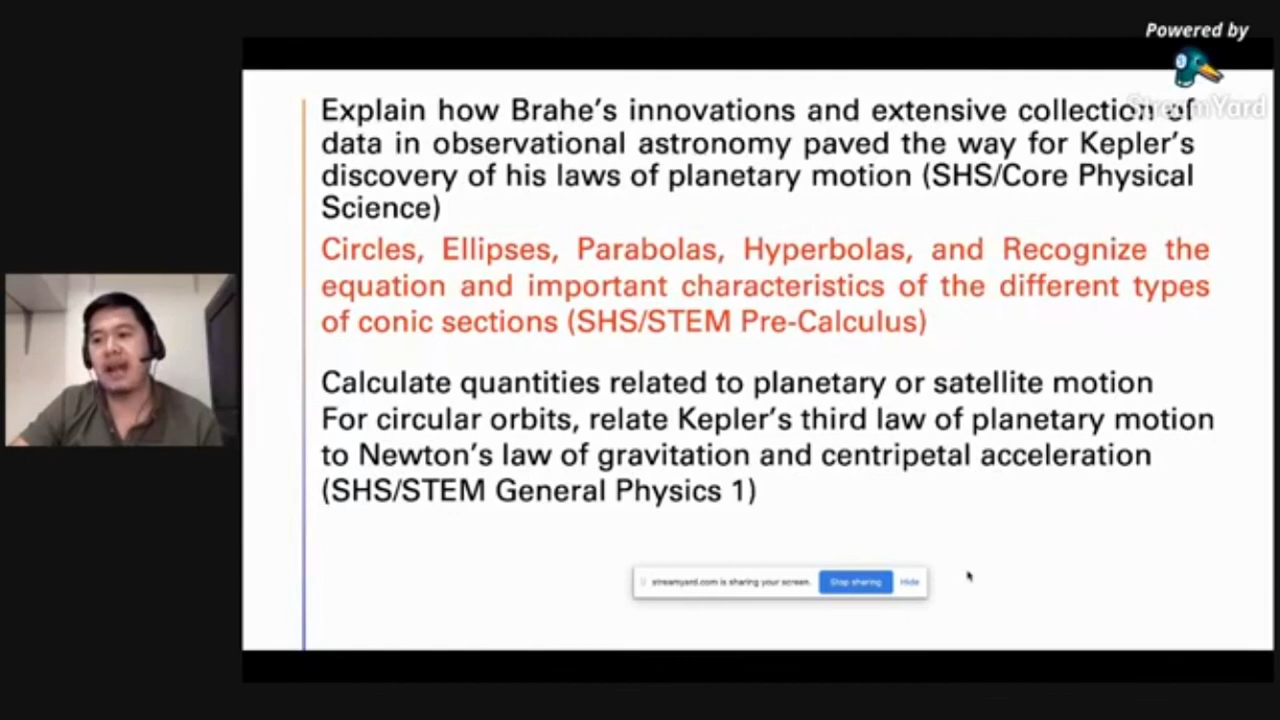 Powered by
StreamYard
Explain how Brahe's innovations and extensive collection of
data in observational astronomy paved the way for Kepler's
discovery of his laws of planetary motion (SHS/Core Physical
Science)
Circles, Ellipses, Parabolas, Hyperbolas, and Recognize the
equation and important characteristics of the different types
of conic sections (SHS/STEM Pre-Calculus)
Calculate quantities related to planetary or satellite motion
For circular orbits, relate Kepler's third law of planetary motion
to Newton's law of gravitation and centripetal acceleration
(SHS/STEM General Physics 1)
streamyard.com is sharing your screen. Stop sharing Hide